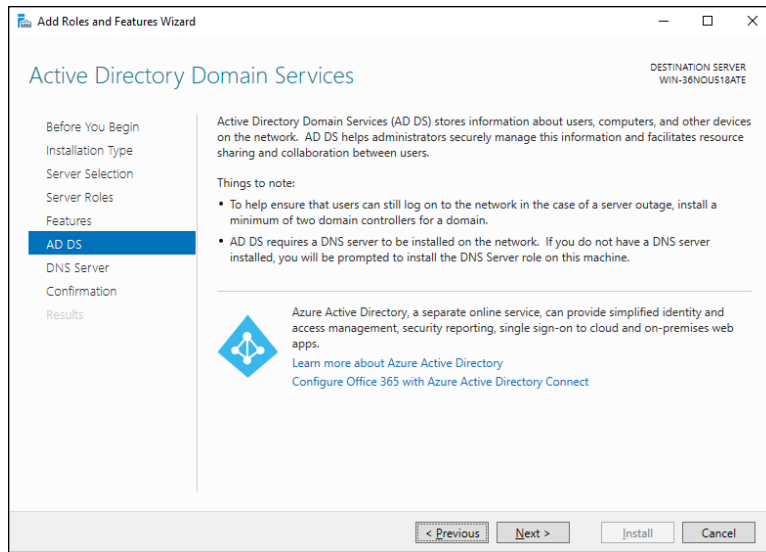 Add Roles and Features Wizard
Active Directory Domain Services
DESTINATION SERVER
WIN-36NOU518ATE
Before You Begin
Installation Type
Server Selection
Server Roles
Features
AD DS
DNS Server
Confirmation
Results
Active Directory Domain Services (AD DS) stores information about users, computers, and other devices
on the network. AD DS helps administrators securely manage this information and facilitates resource
sharing and collaboration between users.
Things to note:
• To help ensure that users can still log on to the network in the case of a server outage, install a
minimum of two domain controllers for a domain.
• AD DS requires a DNS server to be installed on the network. If you do not have a DNS server
installed, you will be prompted to install the DNS Server role on this machine.
Azure Active Directory, a separate online service, can provide simplified identity and
access management, security reporting, single sign-on to cloud and on-premises web
apps.
Learn more about Azure Active Directory
Configure Office 365 with Azure Active Directory Connect
< Previous
Next >
Install
Cancel